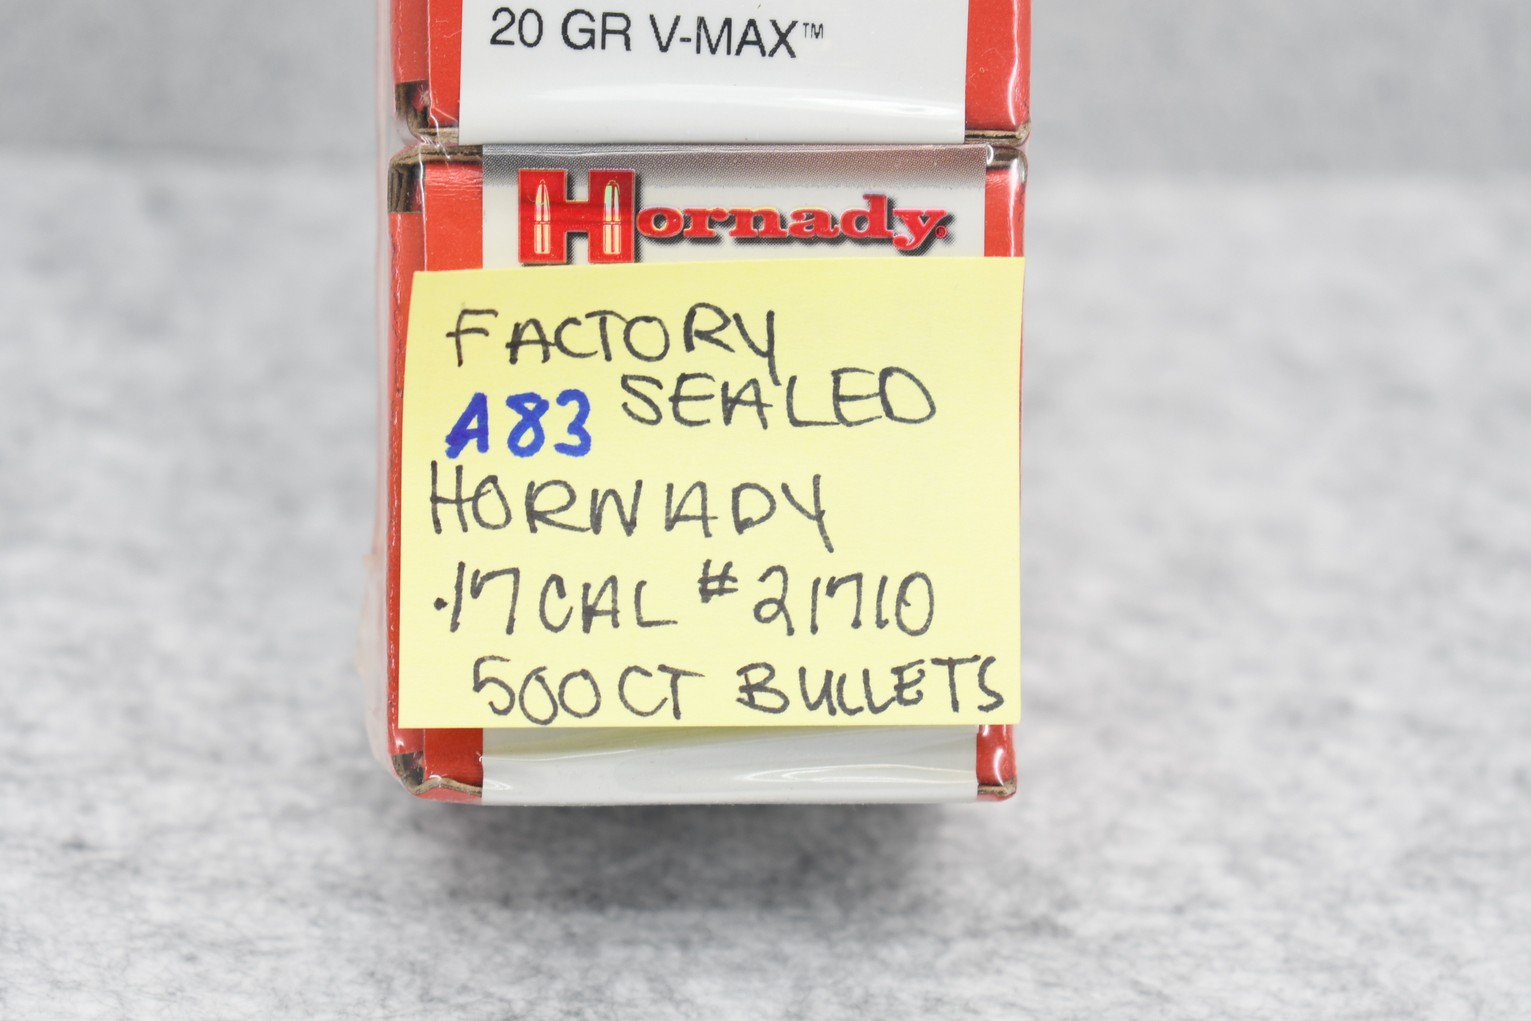 20 GR V-MAX™
Hornady®
FACTORY
SEALED
A83
HORNADY
.17 CAL #21710
500 CT BULLETS